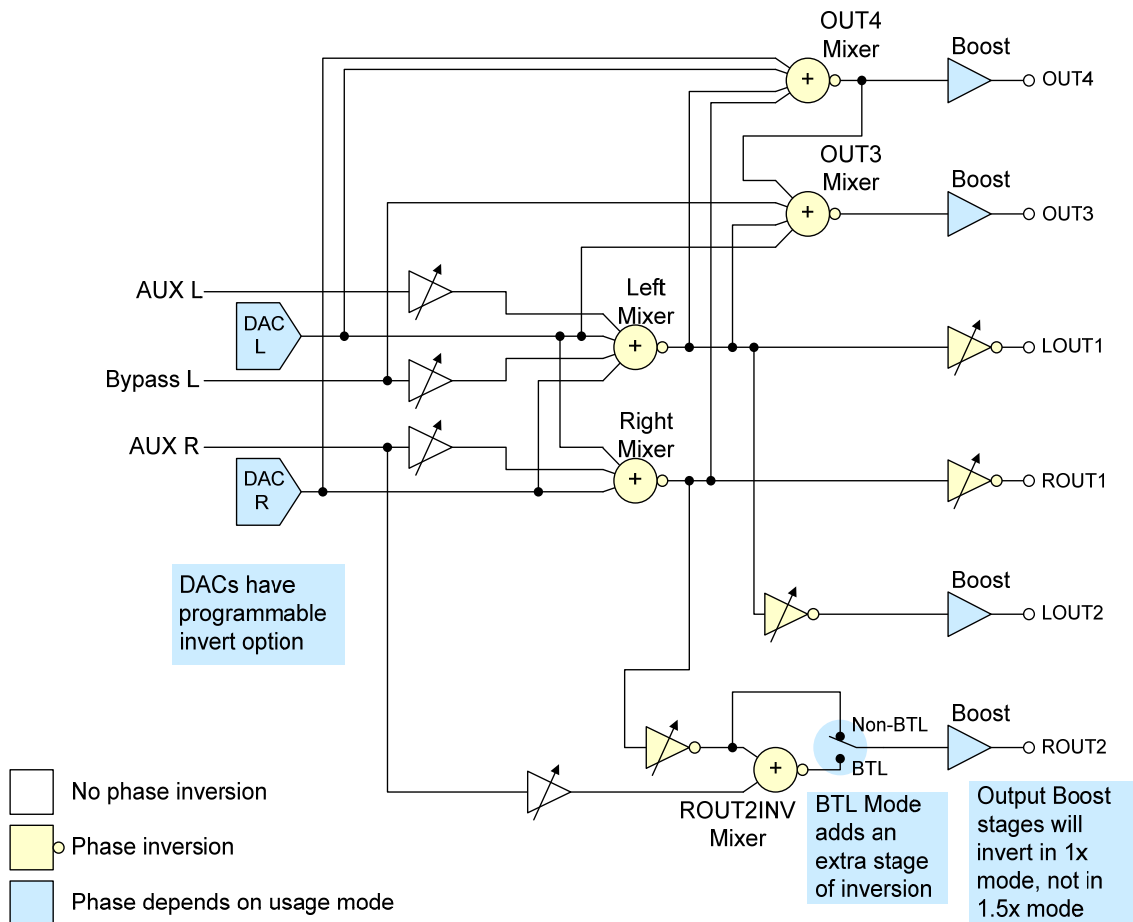 OUT4
Mixer
Boost
+
OUT4
OUT3
Mixer
Boost
+
OUT3
AUX L
Left
Mixer
DAC
L
+
LOUT1
Bypass L
Right
Mixer
AUX R
DAC
R
+
ROUT1
DACs have
programmable
invert option
Boost
LOUT2
Boost
Non-BTL
ROUT2
+
BTL
ROUT2INV
Mixer
BTL Mode
adds an
extra stage
of inversion
Output Boost
stages will
invert in 1x
mode, not in
1.5x mode
No phase inversion
Phase inversion
Phase depends on usage mode